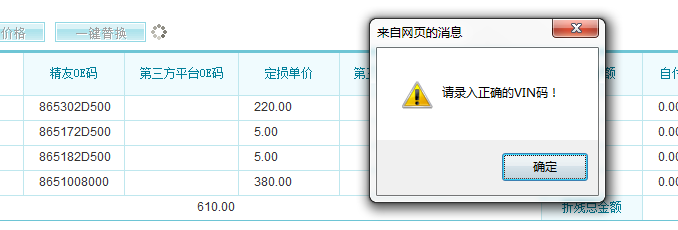 价格 一键替换
来自网页的消息
请录入正确的VIN码！
确定
精友OE码 第三方平台OE码 定损单价 第三 额 自付
865302D500 220.00 0.00
865172D500 5.00 0.00
865182D500 5.00 0.00
8651008000 380.00 0.00
610.00 折残总金额